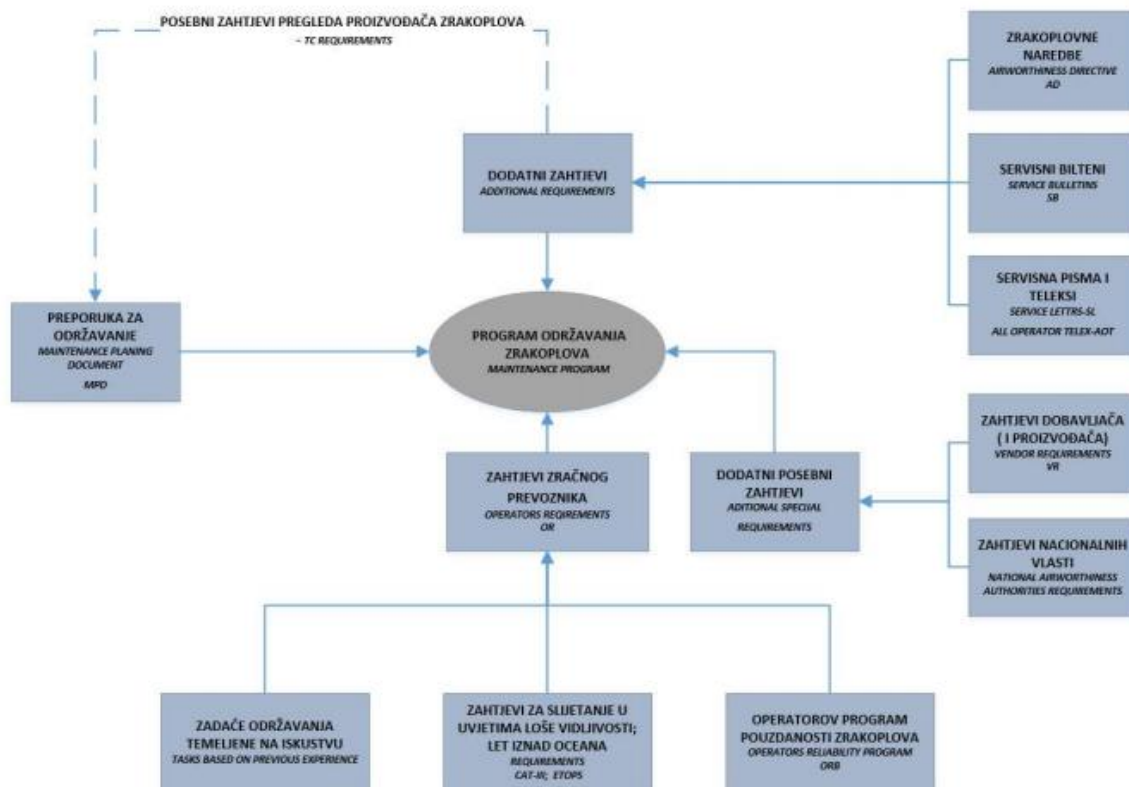 POSEBNI ZAHTJEVI PREGLEDA PROIZVOĐAČA ZRAKOPLOVA
– TC REQUIREMENTS
ZRAKOPLOVNE
NAREDBE
AIRWORTHINESS DIRECTIVE
AD
DODATNI ZAHTJEVI
ADDITIONAL REQUIREMENTS
SERVISNI BILTENI
SERVICE BULLETINS
SB
SERVISNA PISMA I
TELEKSI
SERVICE LETTRS-SL
ALL OPERATOR TELEX-AOT
PREPORUKA ZA
ODRŽAVANJE
MAINTENANCE PLANING
DOCUMENT
MPD
PROGRAM ODRŽAVANJA
ZRAKOPLOVA
MAINTENANCE PROGRAM
ZAHTJEVI DOBAVLJAČA
( I PROIZVOĐAČA)
VENDOR REQUIREMENTS
VR
ZAHTJEVI ZRAČNOG
PREVOZNIKA
OPERATORS REQIREMENTS
OR
DODATNI POSEBNI
ZAHTJEVI
ADITIONAL SPECIJAL
REQUIREMENTS
ZAHTJEVI NACIONALNIH
VLASTI
NATIONAL AIRWORTHINESS
AUTHORITIES REQUIREMENTS
ZADAĆE ODRŽAVANJA
TEMELJENE NA ISKUSTVU
TASKS BASED ON PREVIOUS EXPERIENCE
ZAHTJEVI ZA SLIJETANJE U
UVJETIMA LOŠE VIDLJIVOSTI;
LET IZNAD OCEANA
REQUIREMENTS
CAT-III; ETOPS
OPERATOROV PROGRAM
POUZDANOSTI ZRAKOPLOVA
OPERATORS RELIABILITY PROGRAM
ORB